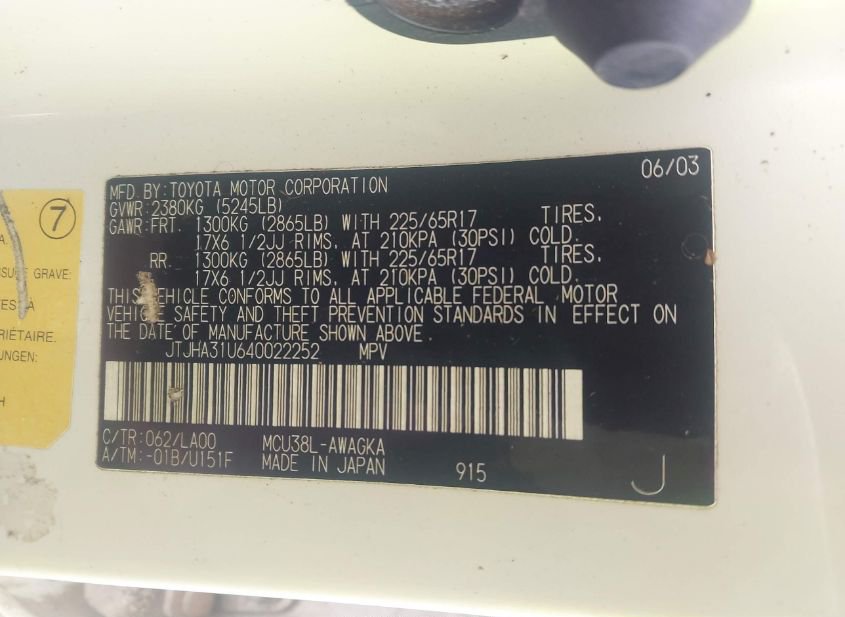 06/03
MFD. BY: TOYOTA MOTOR CORPORATION
GVWR: 2380KG (5245LB)
GAWR: FRT. 1300KG (2865LB) WITH 225/65R17 TIRES,
17X6 1/2JJ RIMS, AT 210KPA (30PSI) COLD.
RR. 1300KG (2865LB) WITH 225/65R17 TIRES,
17X6 1/2JJ RIMS, AT 210KPA (30PSI) COLD.
THIS VEHICLE CONFORMS TO ALL APPLICABLE FEDERAL MOTOR
VEHICLE SAFETY AND THEFT PREVENTION STANDARDS IN EFFECT ON
THE DATE OF MANUFACTURE SHOWN ABOVE.
JTJHA31U640022252 MPV
C/TR: 062/LA00 MCU38L-AWAGKA
A/TM: -01B/U151F MADE IN JAPAN 915 J
7
A.
GRAVE:
À
RIÉTAIRE.
UNGEN:
H